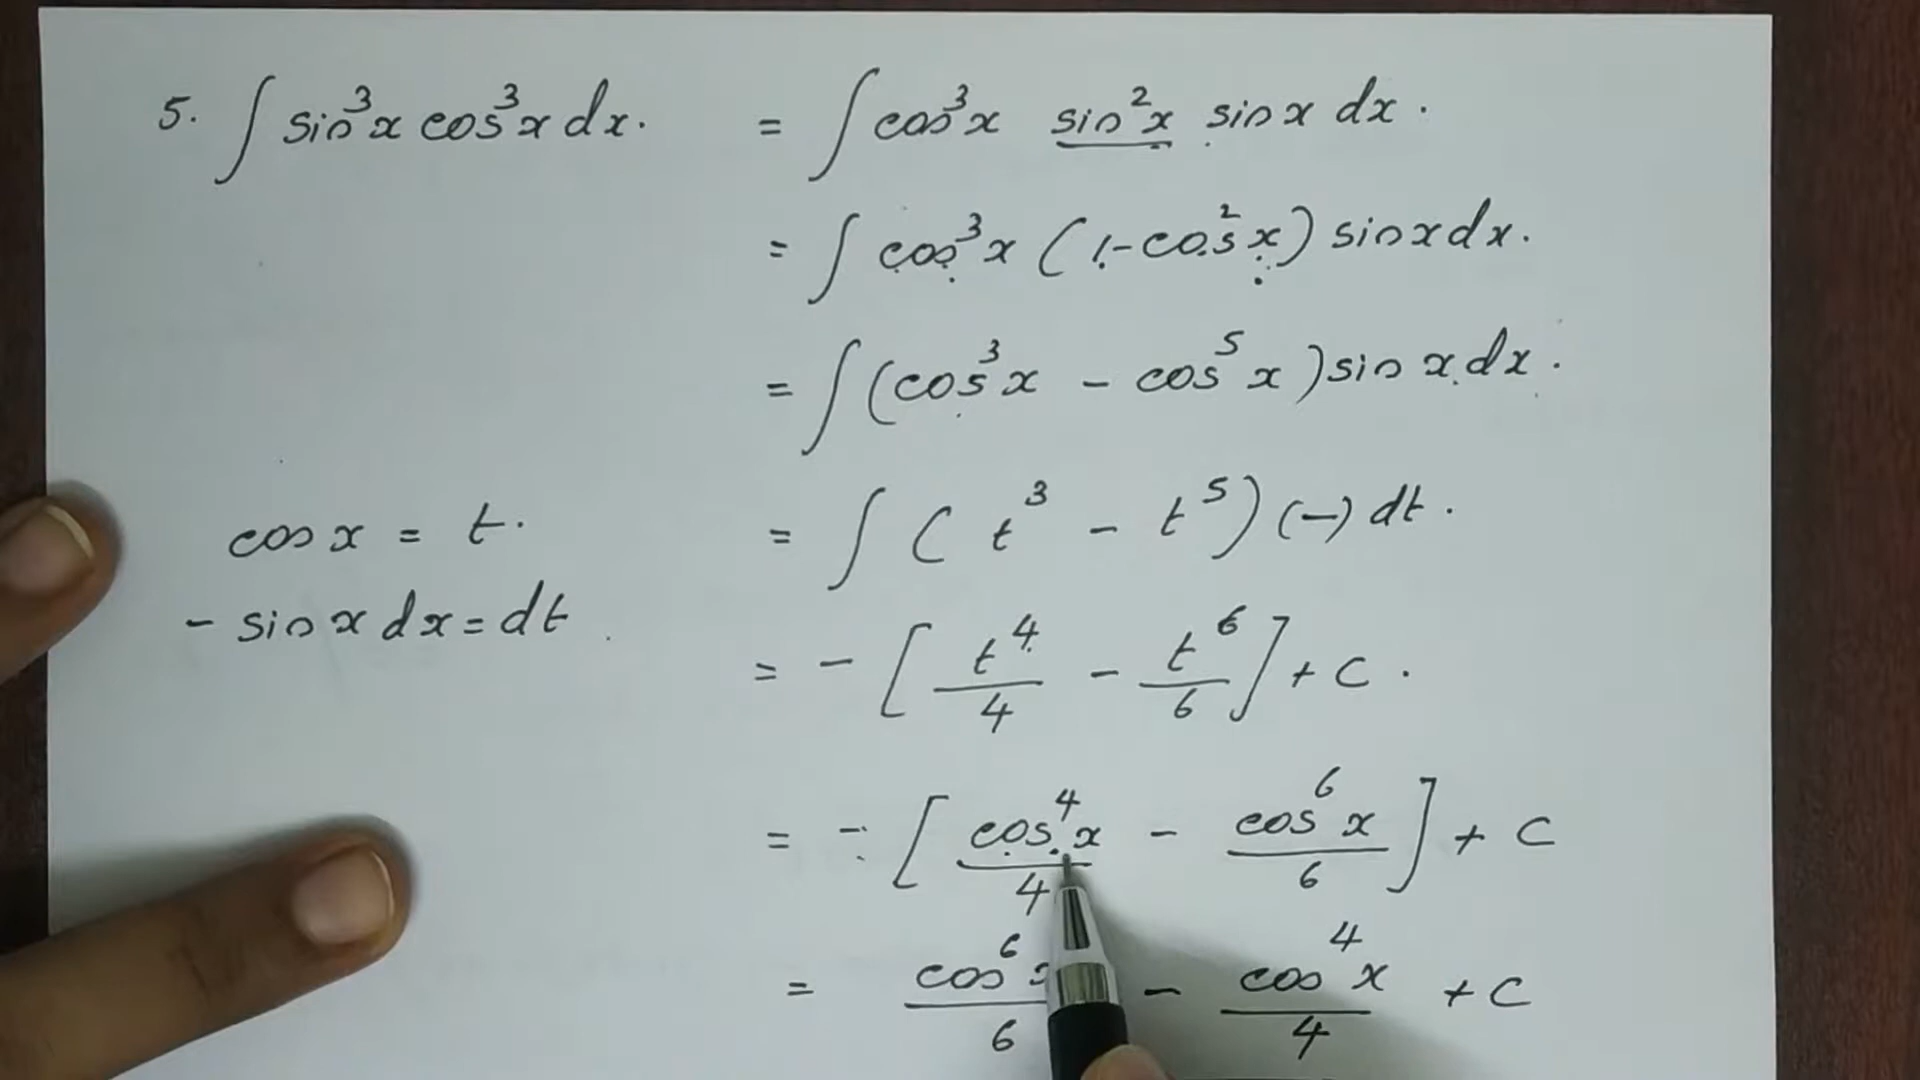 5. ∫ sin³x cos³x dx. = ∫ cos³x sin²x sin x dx.
= ∫ cos³x (1-cos²x) sin x dx.
= ∫ (cos³x - cos⁵x) sin x dx.
cos x = t. = ∫ (t³ - t⁵) (-) dt.
- sin x dx = dt
= - [t⁴/4 - t⁶/6] + c.
= - [cos⁴x/4 - cos⁶x/6] + c
= cos⁶x/6 - cos⁴x/4 + c